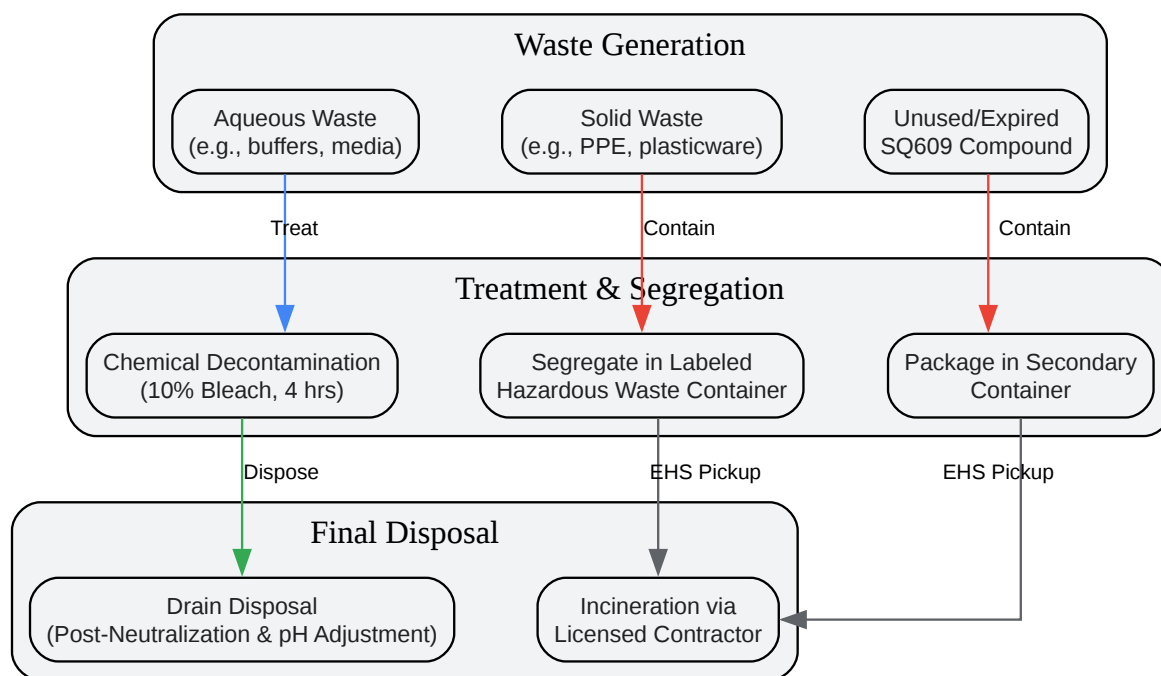 Waste Generation
Aqueous Waste
(e.g., buffers, media)
Solid Waste
(e.g., PPE, plasticware)
Unused/Expired
SQ609 Compound
Treat
Contain
Contain
Treatment & Segregation
Chemical Decontamination
(10% Bleach, 4 hrs)
Segregate in Labeled
Hazardous Waste Container
Package in Secondary
Container
Dispose
EHS Pickup
EHS Pickup
Final Disposal
Drain Disposal
(Post-Neutralization & pH Adjustment)
Incineration via
Licensed Contractor